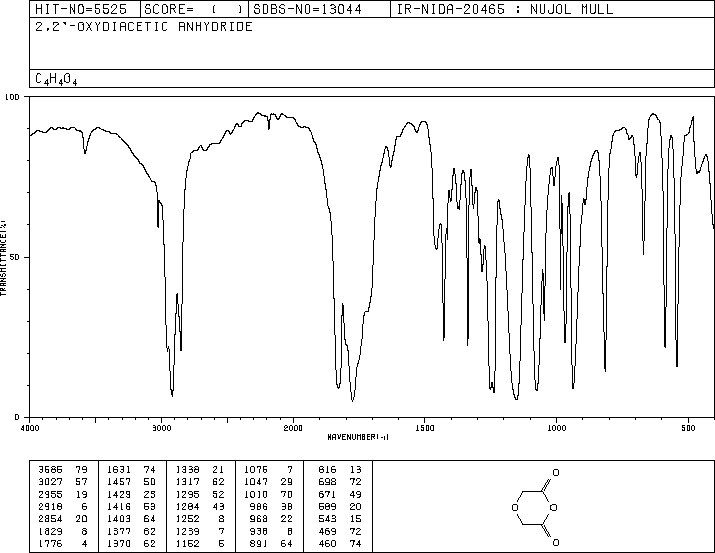 HIT-NO=5525 SCORE= ( ) SDBS-NO=13044 IR-NIDA-20465 : NUJOL MULL
2,2'-OXYDIACETIC ANHYDRIDE
C4H4O4
100
50
0
TRANSMITTANCE(%)
4000 3000 2000 1500 1000 500
WAVENUMBER(-1)
3585 79 1631 74 1338 21 1075 7 816 13
3027 57 1457 50 1317 62 1047 29 698 72
2955 19 1429 23 1295 52 1010 70 671 49
2918 6 1416 53 1284 43 986 38 589 20
2854 20 1403 64 1252 8 968 22 543 15
1829 8 1377 62 1239 7 938 8 469 72
1776 4 1370 62 1152 5 891 64 460 74
O
O
O
O